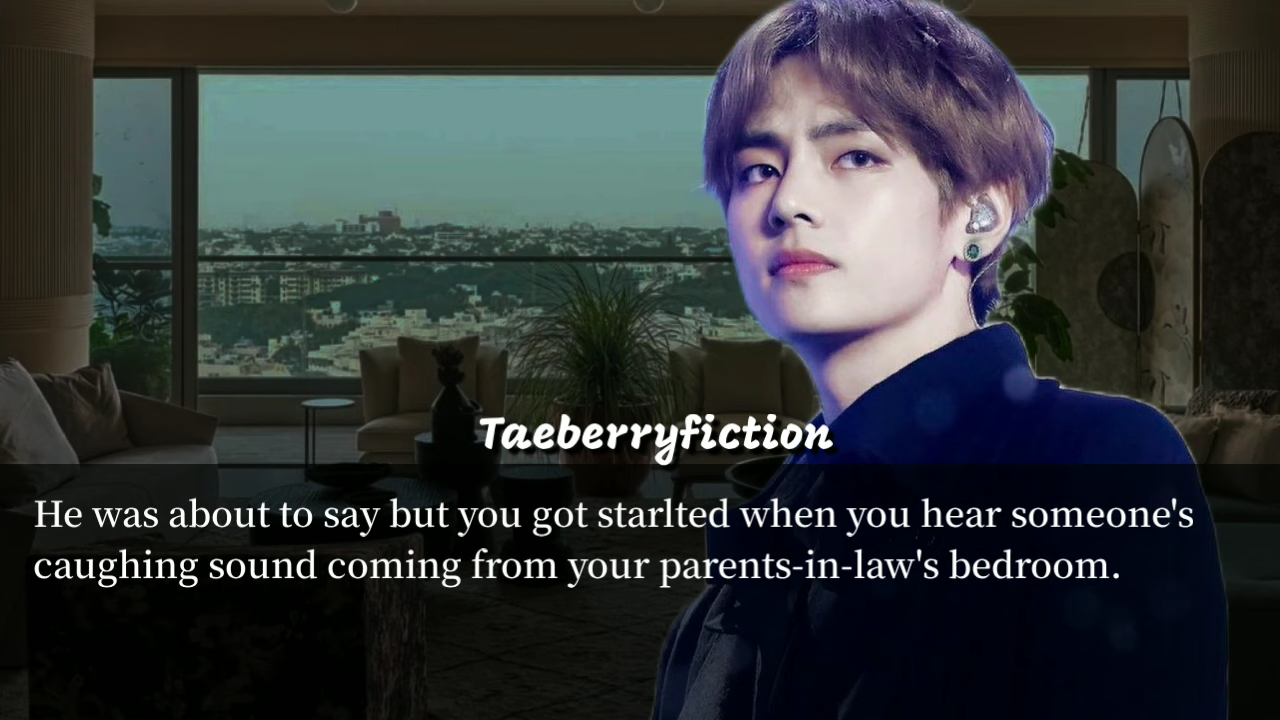 Taeberryfiction
He was about to say but you got starlted when you hear someone's
caughing sound coming from your parents-in-law's bedroom.